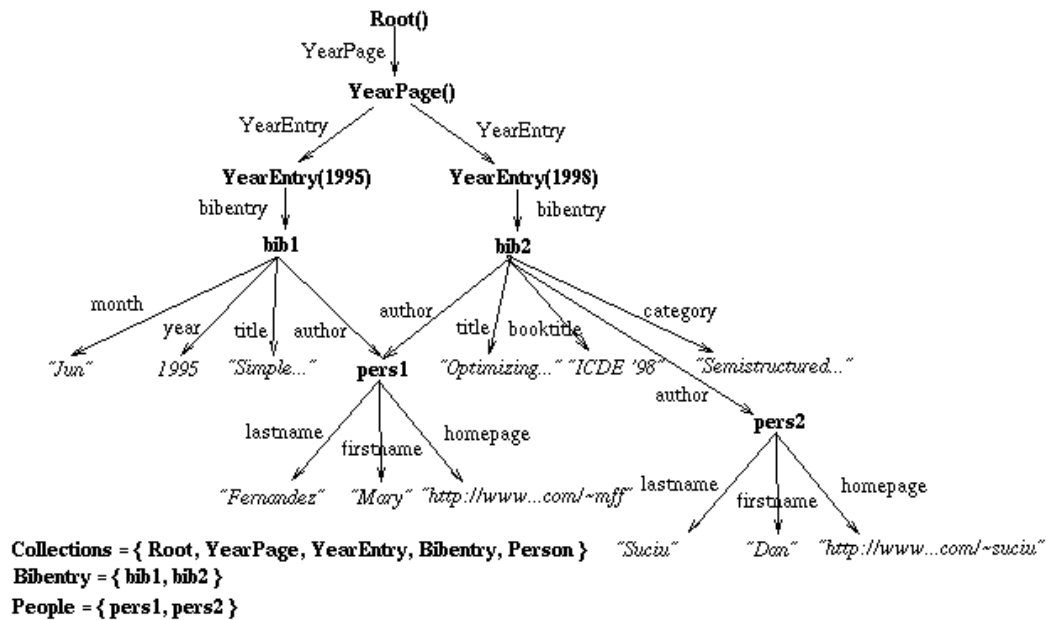 Root()
YearPage
YearPage()
YearEntry
YearEntry
YearEntry(1995)
YearEntry(1998)
bibentry
bibentry
bib1
bib2
month
year
title
author
author
title
booktitle
category
"Jun"
1995
"Simple..."
pers1
"Optimizing..."
"ICDE '98"
"Semistructured..."
author
pers2
lastname
firstname
homepage
"Fernandez"
"Mary"
"http://www...com/~mff"
lastname
firstname
homepage
"Suciu"
"Dan"
"http://www...com/~suciu"
Collections = { Root, YearPage, YearEntry, Bibentry, Person }
Bibentry = { bib1, bib2 }
People = { pers1, pers2 }